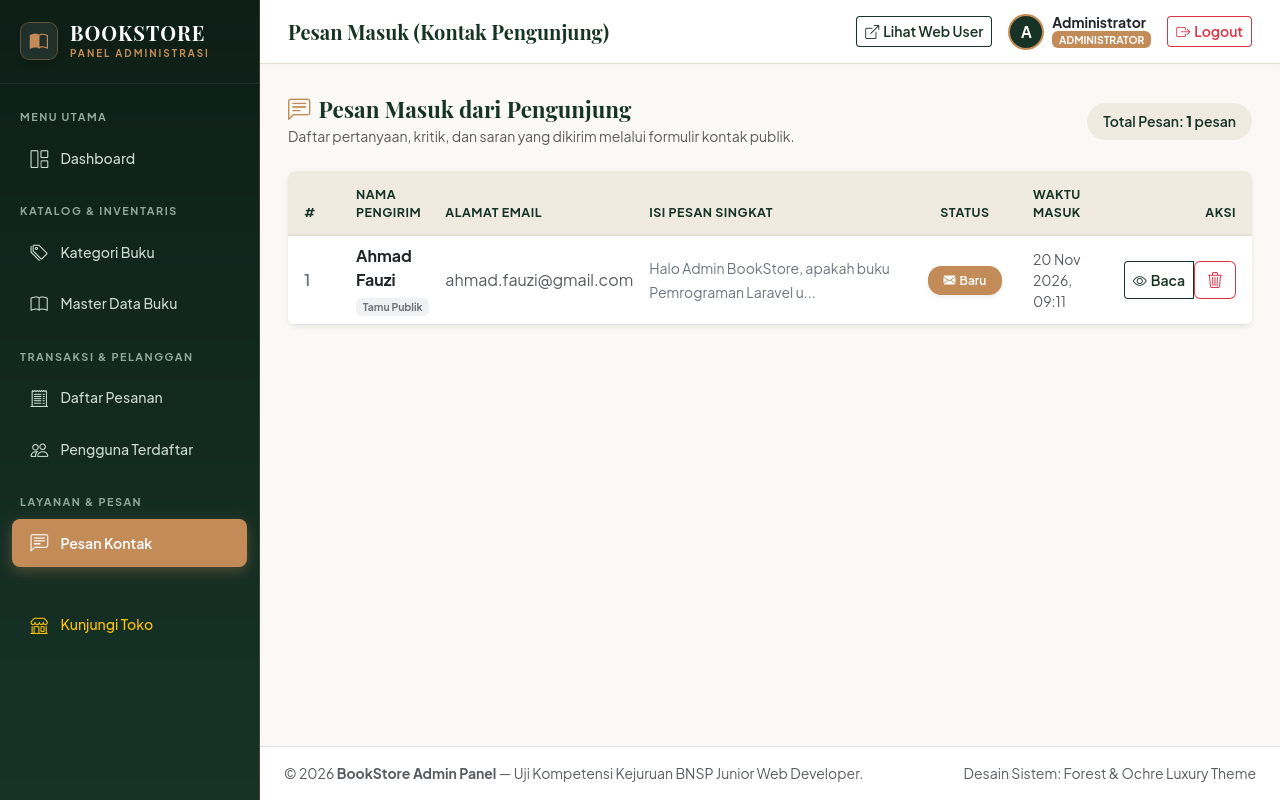 BOOKSTORE
PANEL ADMINISTRASI
MENU UTAMA
Dashboard
KATALOG & INVENTARIS
Kategori Buku
Master Data Buku
TRANSAKSI & PELANGGAN
Daftar Pesanan
Pengguna Terdaftar
LAYANAN & PESAN
Pesan Kontak
Kunjungi Toko
Pesan Masuk (Kontak Pengunjung)
Lihat Web User
A
Administrator
ADMINISTRATOR
Logout
Pesan Masuk dari Pengunjung
Daftar pertanyaan, kritik, dan saran yang dikirim melalui formulir kontak publik.
Total Pesan: 1 pesan
# NAMA PENGIRIM ALAMAT EMAIL ISI PESAN SINGKAT STATUS WAKTU MASUK AKSI
1
Ahmad
Fauzi
Tamu Publik
ahmad.fauzi@gmail.com
Halo Admin BookStore, apakah buku
Pemrograman Laravel u...
Baru
20 Nov
2026,
09:11
Baca
© 2026 BookStore Admin Panel — Uji Kompetensi Kejuruan BNSP Junior Web Developer.
Desain Sistem: Forest & Ochre Luxury Theme